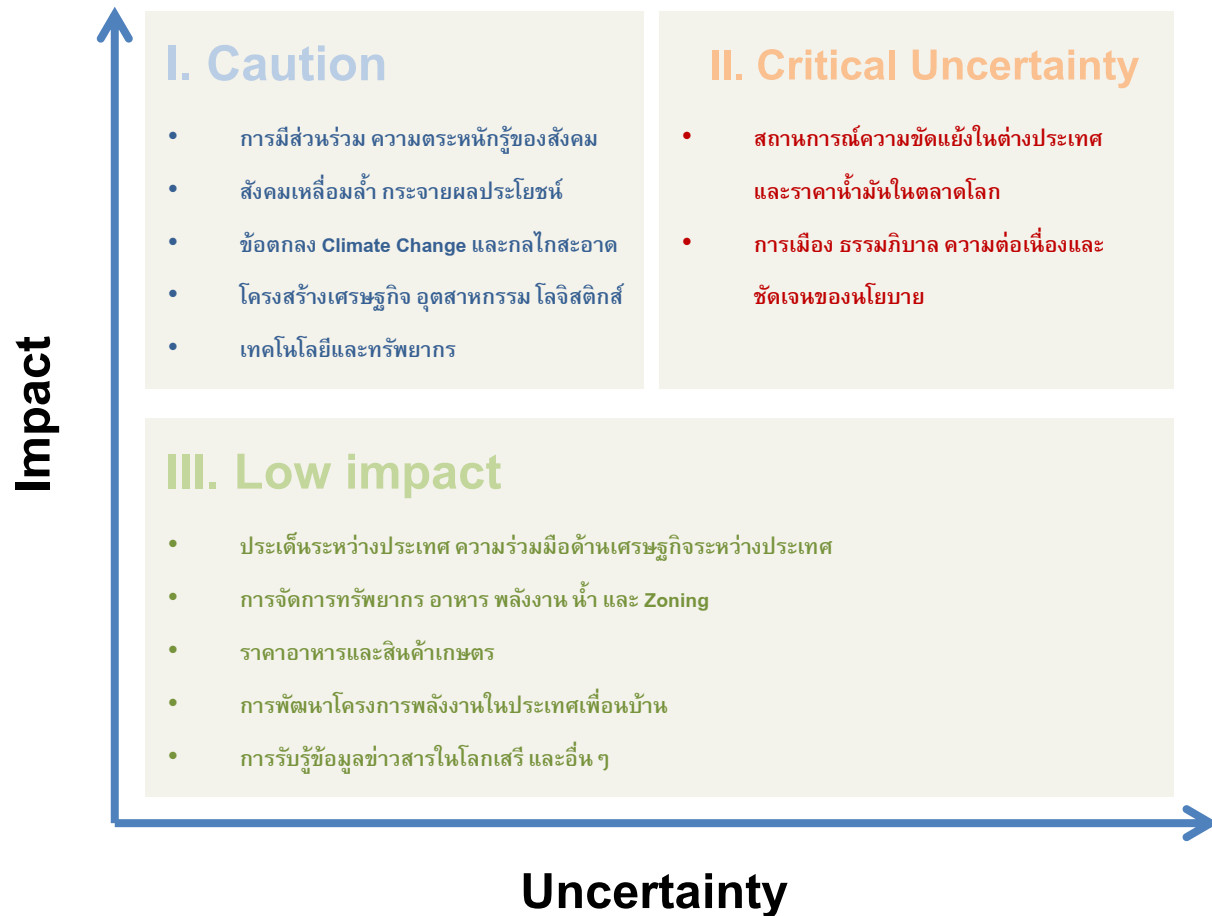 I. Caution
• การมีส่วนร่วม ความตระหนักรู้ของสังคม
• สังคมเหลื่อมล้ำ กระจายผลประโยชน์
• ข้อตกลง Climate Change และกลไกสะอาด
• โครงสร้างเศรษฐกิจ อุตสาหกรรม โลจิสติกส์
• เทคโนโลยีและทรัพยากร
II. Critical Uncertainty
• สถานการณ์ความขัดแย้งในต่างประเทศ
และราคาน้ำมันในตลาดโลก
• การเมือง ธรรมภิบาล ความต่อเนื่องและ
ชัดเจนของนโยบาย
Impact
III. Low impact
• ประเด็นระหว่างประเทศ ความร่วมมือด้านเศรษฐกิจระหว่างประเทศ
• การจัดการทรัพยากร อาหาร พลังงาน น้ำ และ Zoning
• ราคาอาหารและสินค้าเกษตร
• การพัฒนาโครงการพลังงานในประเทศเพื่อนบ้าน
• การรับรู้ข้อมูลข่าวสารในโลกเสรี และอื่น ๆ
Uncertainty